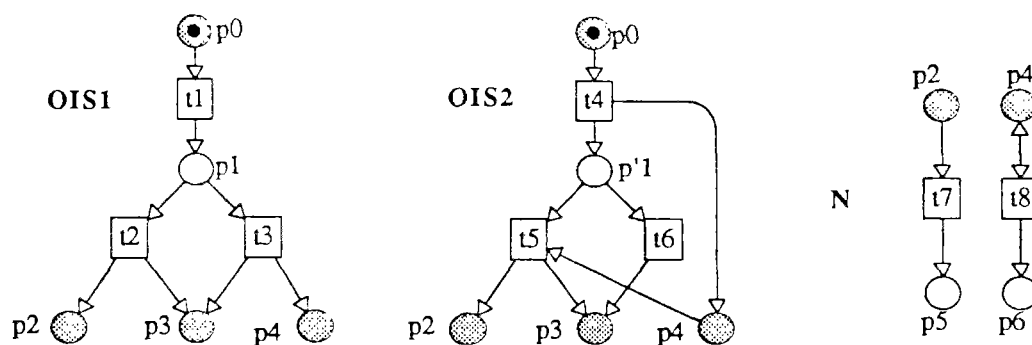 p0
OIS1
t1
p1
t2 t3
p2 p3 p4
p0
OIS2
t4
p'1
t5 t6
p2 p3 p4
p2 p4
N
t7 t8
p5 p6